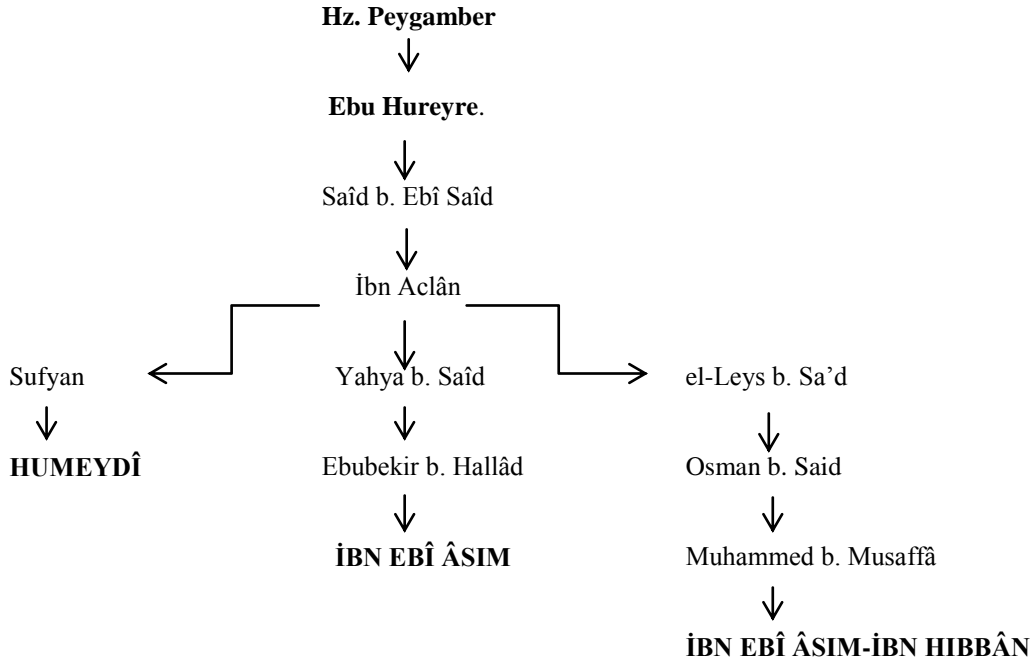 Hz. Peygamber
Ebu Hureyre.
Saîd b. Ebî Saîd
İbn Aclân
Sufyan
Yahya b. Saîd
el-Leys b. Sa’d
HUMEYDÎ
Ebubekir b. Hallâd
Osman b. Said
İBN EBÎ ÂSIM
Muhammed b. Musaffâ
İBN EBÎ ÂSIM-İBN HIBBÂN